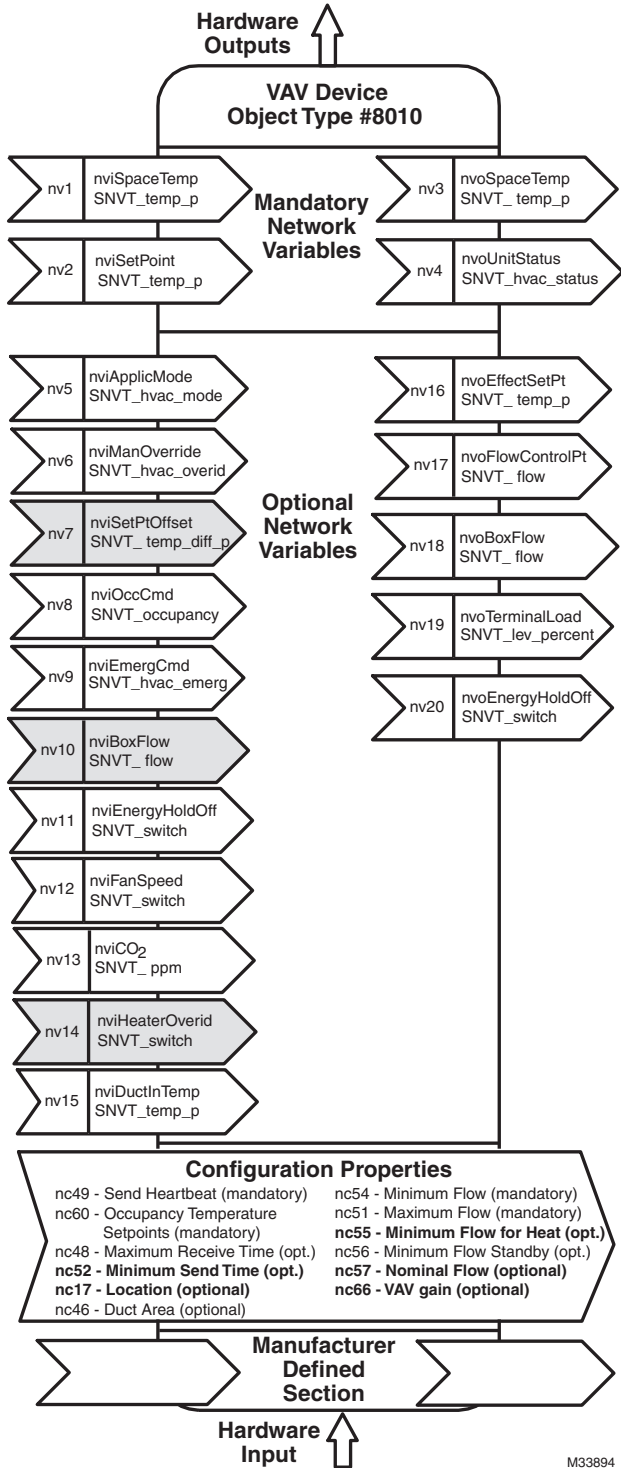 Hardware
Outputs
VAV Device
Object Type #8010
nv1
nviSpaceTemp
SNVT_temp_p
nv2
nviSetPoint
SNVT_temp_p
Mandatory
Network
Variables
nv3
nvoSpaceTemp
SNVT_ temp_p
nv4
nvoUnitStatus
SNVT_hvac_status
nv5
nviApplicMode
SNVT_hvac_mode
nv6
nviManOverride
SNVT_hvac_overid
nv7
nviSetPtOffset
SNVT_ temp_diff_p
nv8
nviOccCmd
SNVT_occupancy
nv9
nviEmergCmd
SNVT_hvac_emerg
nv10
nviBoxFlow
SNVT_ flow
nv11
nviEnergyHoldOff
SNVT_switch
nv12
nviFanSpeed
SNVT_switch
nv13
nviCO2
SNVT_ ppm
nv14
nviHeaterOverid
SNVT_switch
nv15
nviDuctInTemp
SNVT_temp_p
Optional
Network
Variables
nv16
nvoEffectSetPt
SNVT_ temp_p
nv17
nvoFlowControlPt
SNVT_ flow
nv18
nvoBoxFlow
SNVT_ flow
nv19
nvoTerminalLoad
SNVT_lev_percent
nv20
nvoEnergyHoldOff
SNVT_switch
Configuration Properties
nc49 - Send Heartbeat (mandatory)
nc60 - Occupancy Temperature
Setpoints (mandatory)
nc48 - Maximum Receive Time (opt.)
nc52 - Minimum Send Time (opt.)
nc17 - Location (optional)
nc46 - Duct Area (optional)
nc54 - Minimum Flow (mandatory)
nc51 - Maximum Flow (mandatory)
nc55 - Minimum Flow for Heat (opt.)
nc56 - Minimum Flow Standby (opt.)
nc57 - Nominal Flow (optional)
nc66 - VAV gain (optional)
Manufacturer
Defined
Section
Hardware
Input
M33894